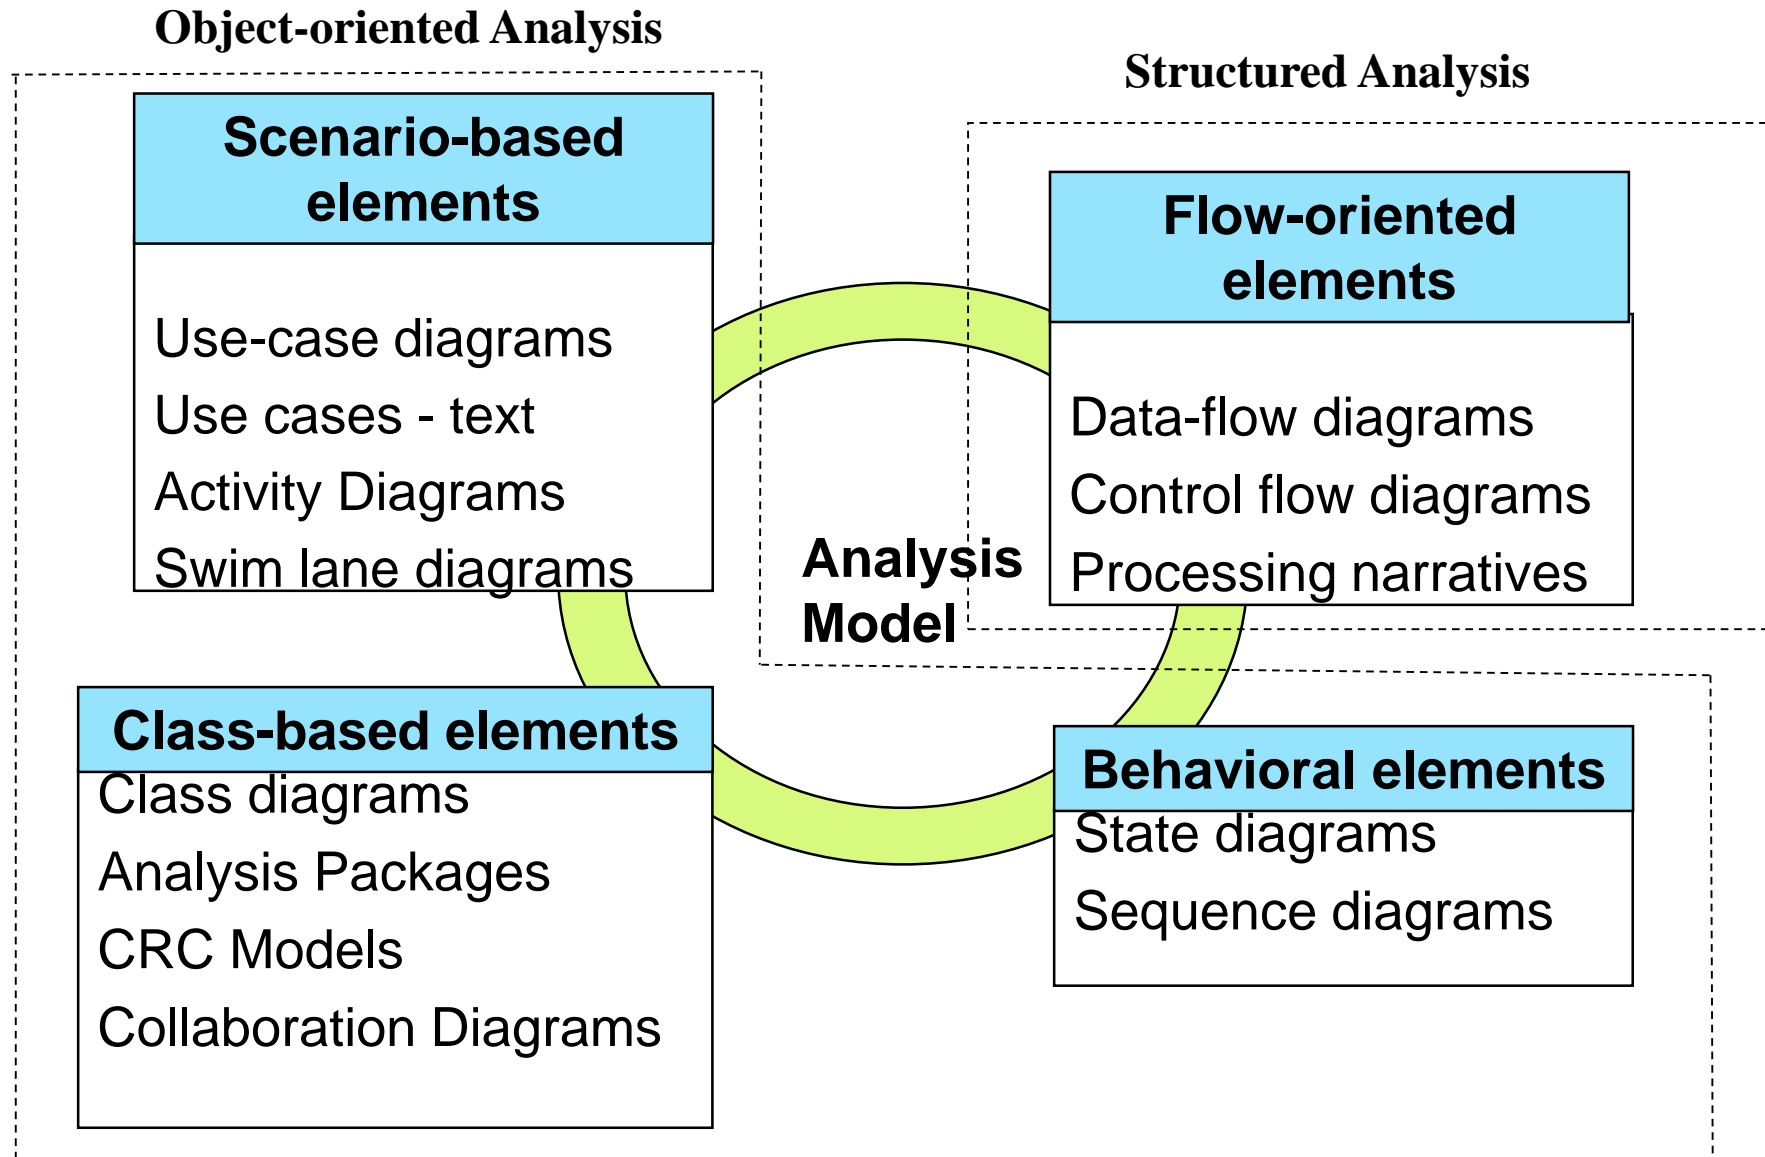 Object-oriented Analysis
Structured Analysis
Scenario-based
elements
Use-case diagrams
Use cases - text
Activity Diagrams
Swim lane diagrams
Flow-oriented
elements
Data-flow diagrams
Control flow diagrams
Processing narratives
Analysis
Model
Class-based elements
Class diagrams
Analysis Packages
CRC Models
Collaboration Diagrams
Behavioral elements
State diagrams
Sequence diagrams